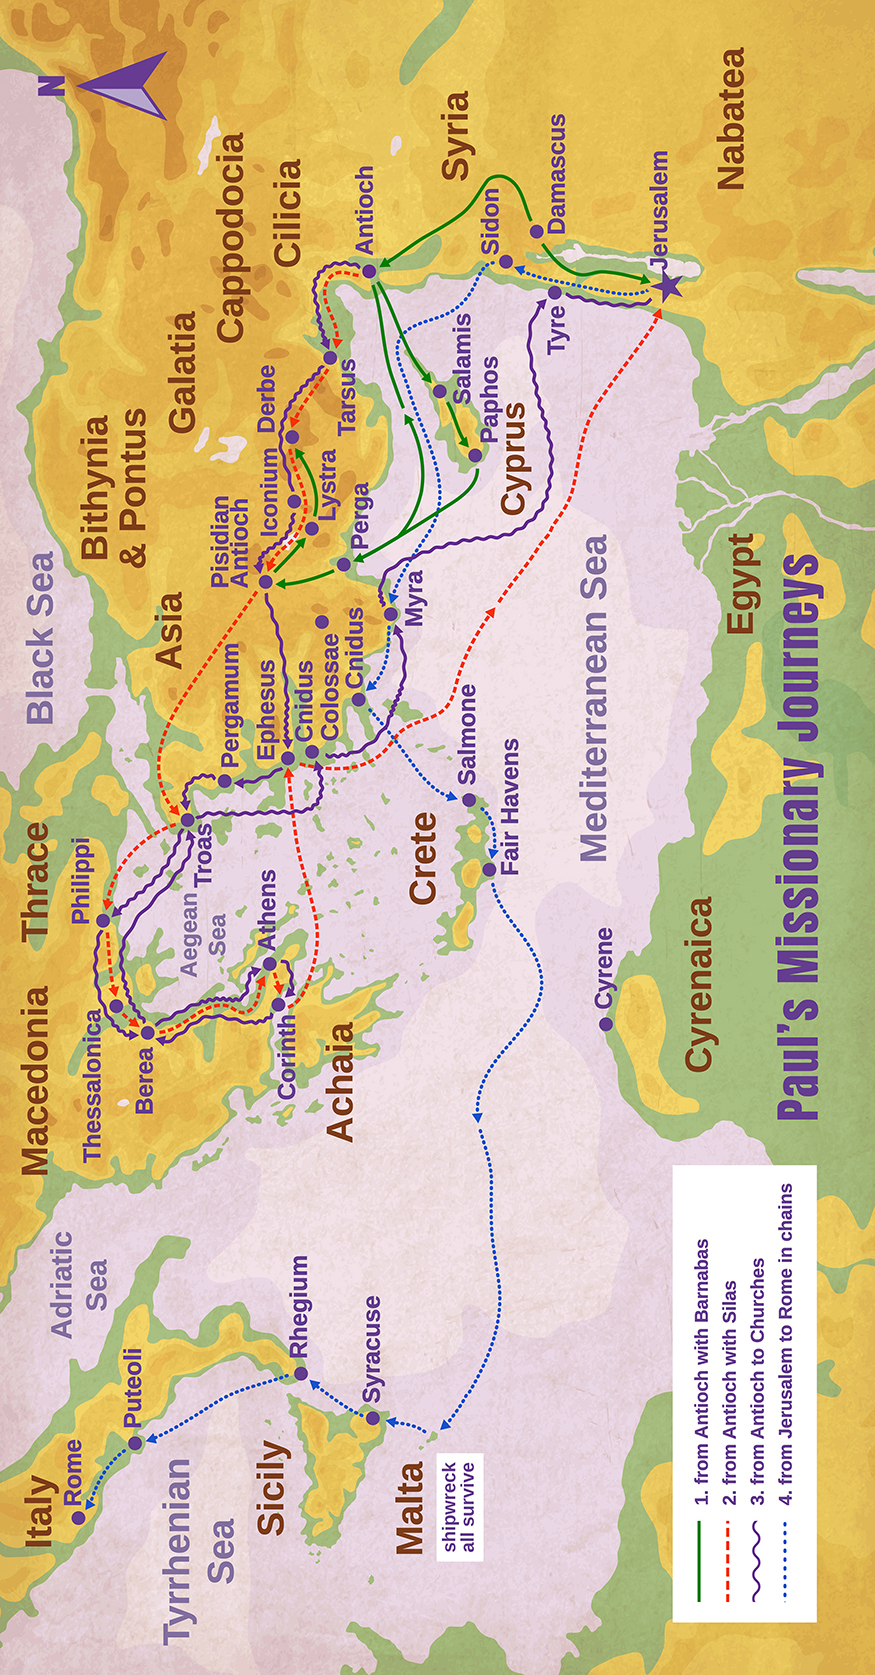 Italy
Rome
Puteoli
Tyrrhenian
Sea
Sicily
Malta
shipwreck
all survive
Syracuse
Rhegium
Adriatic
Sea
Macedonia
Thessalonica
Berea
Corinth
Achaia
Athens
Aegean
Sea
Philippi
Thrace
Troas
Crete
Fair Havens
Salmone
Cyrene
Cyrenaica
Mediterranean Sea
Black Sea
Asia
Pergamum
Ephesus
Cnidus
Colossae
Cnidus
Myra
Bithynia
& Pontus
Pisidian
Antioch
Iconium
Lystra
Derbe
Perga
Galatia
Cappodocia
Cilicia
Tarsus
Antioch
Syria
Salamis
Paphos
Cyprus
Sidon
Tyre
Damascus
Jerusalem
Nabatea
Egypt
N
Paul's Missionary Journeys
1. from Antioch with Barnabas
2. from Antioch with Silas
3. from Antioch to Churches
4. from Jerusalem to Rome in chains